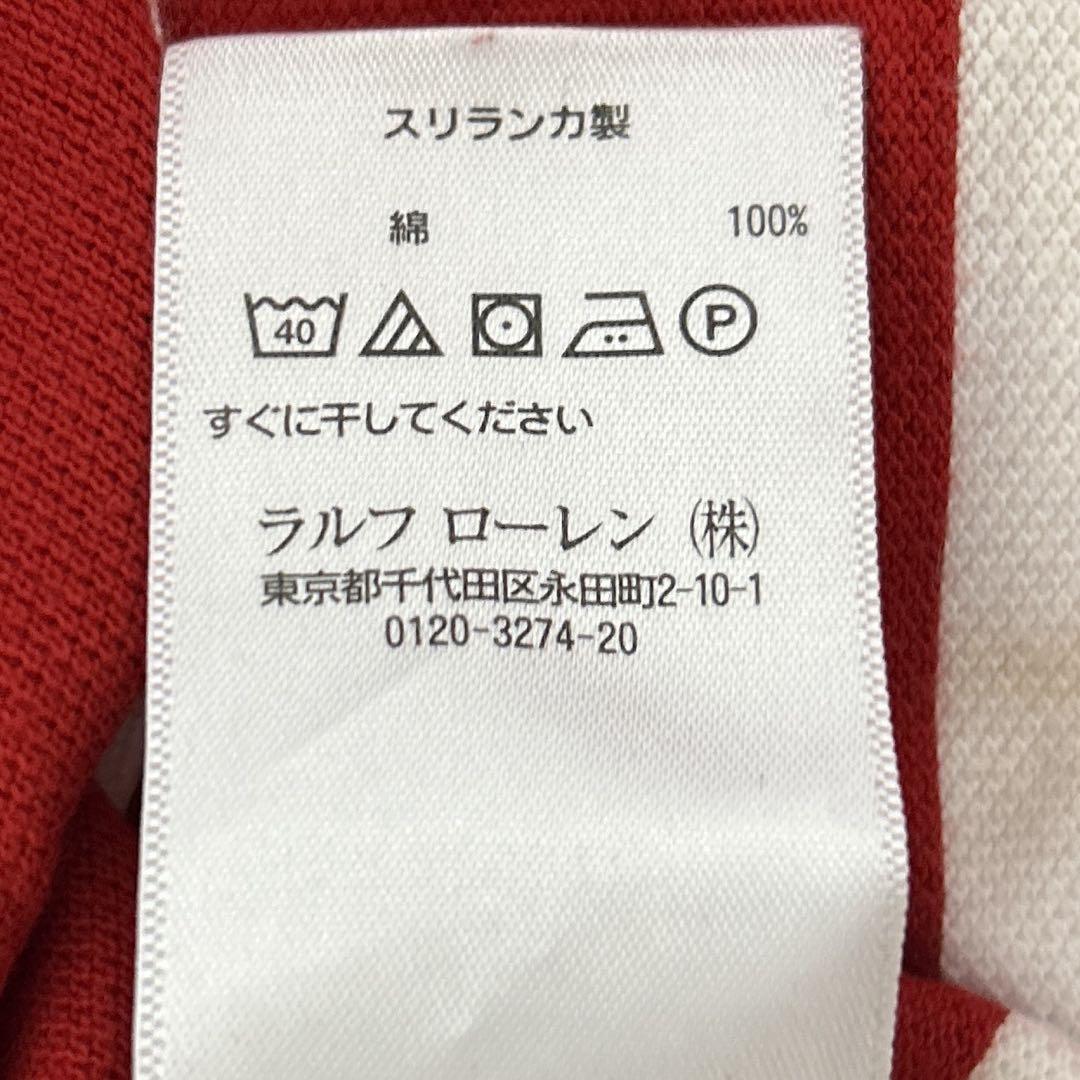 スリランカ製
綿 100%
40 P
すぐに干してください
ラルフ ローレン (株)
東京都千代田区永田町2-10-1
0120-3274-20